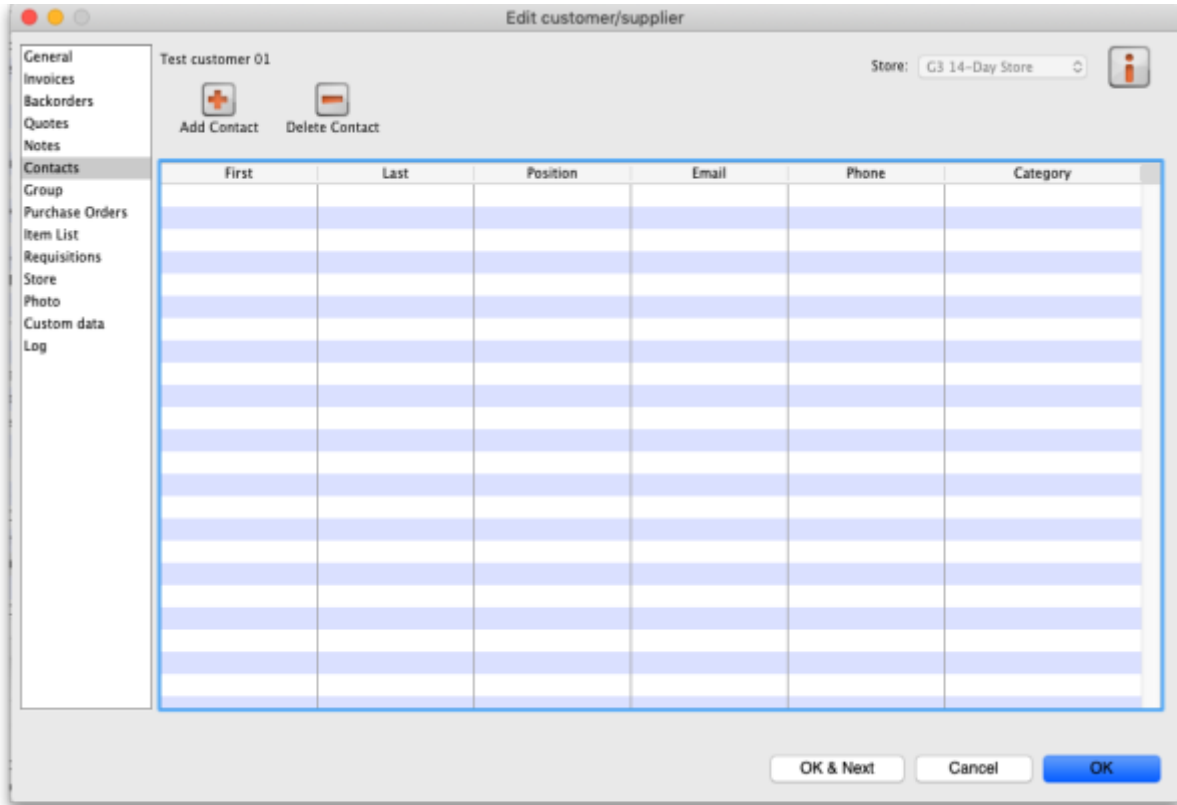 Edit customer/supplier
General
Invoices
Backorders
Quotes
Notes
Contacts
Group
Purchase Orders
Item List
Requisitions
Store
Photo
Custom data
Log
Test customer 01
Store: G3 14-Day Store
Add Contact Delete Contact
First Last Position Email Phone Category
OK & Next Cancel OK